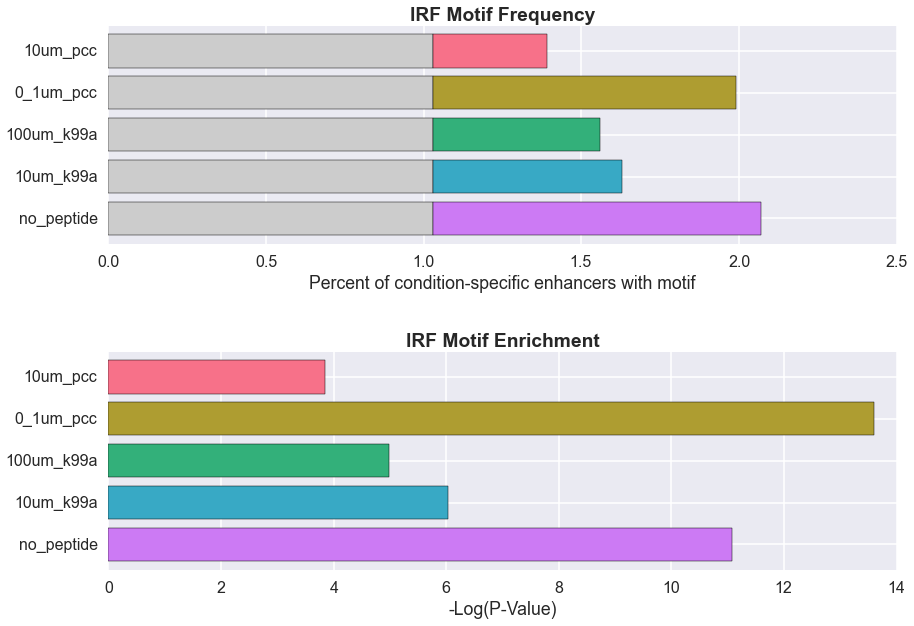 IRF Motif Frequency
10um_pcc
0_1um_pcc
100um_k99a
10um_k99a
no_peptide
0.0 0.5 1.0 1.5 2.0 2.5
Percent of condition-specific enhancers with motif
IRF Motif Enrichment
10um_pcc
0_1um_pcc
100um_k99a
10um_k99a
no_peptide
0 2 4 6 8 10 12 14
-Log(P-Value)